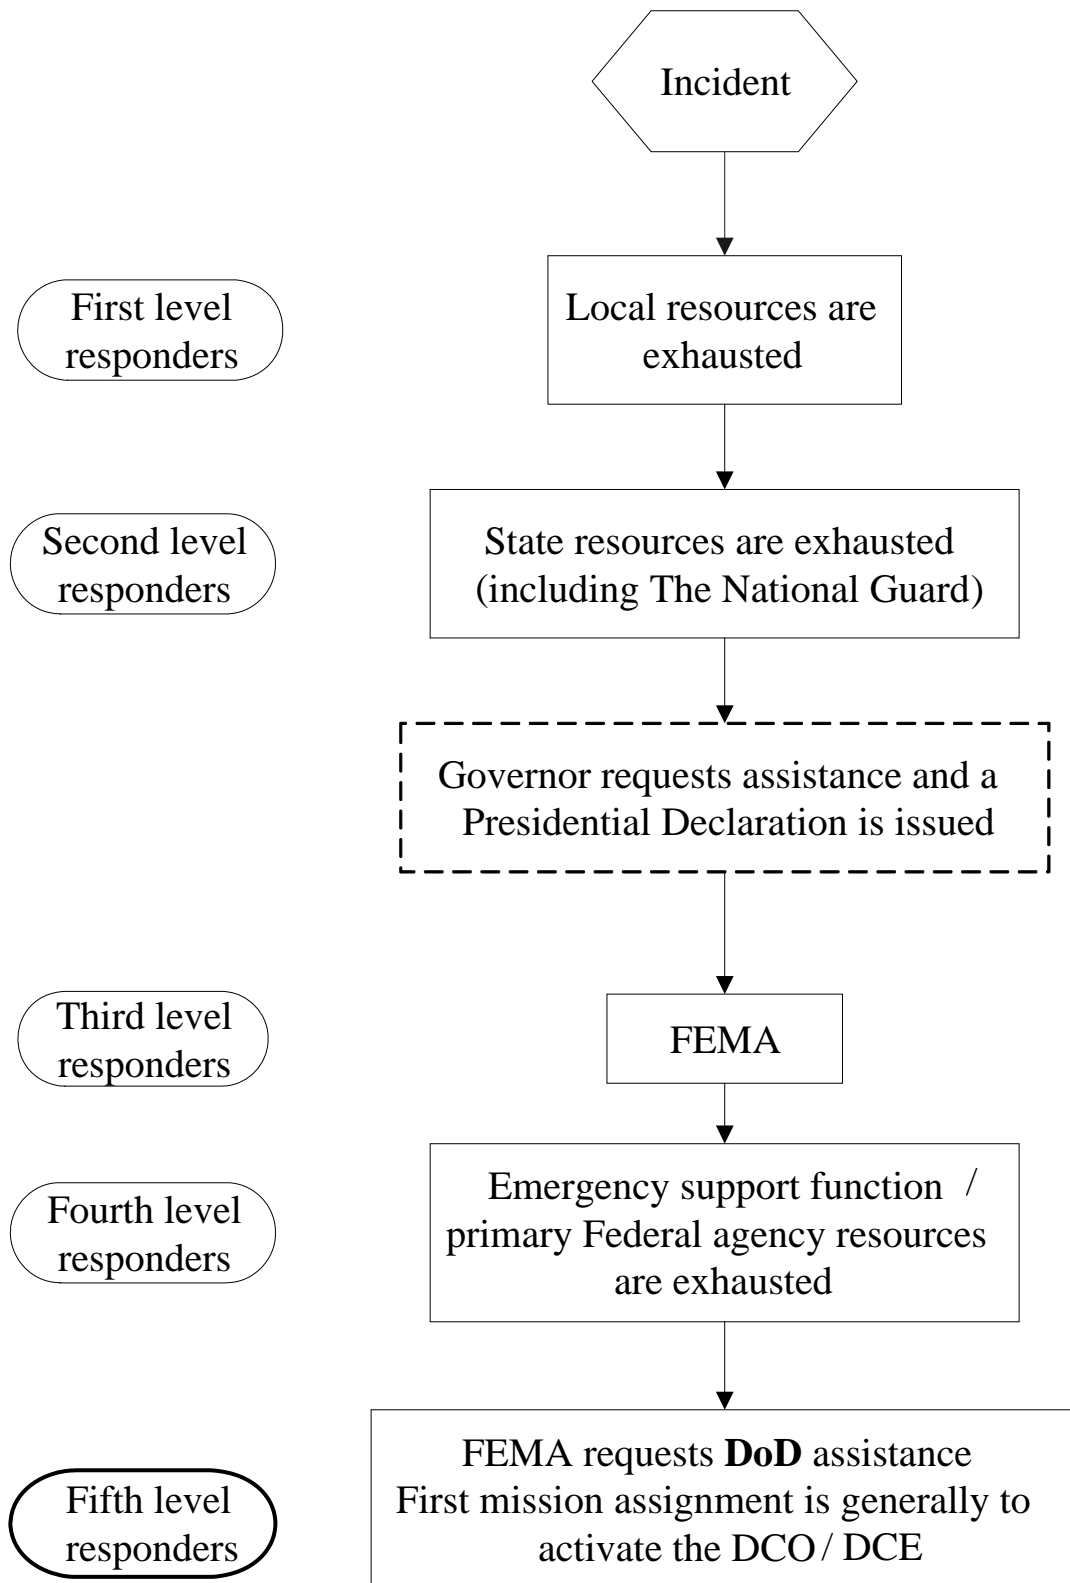 Incident
First level
responders
Local resources are
exhausted
Second level
responders
State resources are exhausted
(including The National Guard)
Governor requests assistance and a
Presidential Declaration is issued
Third level
responders
FEMA
Fourth level
responders
Emergency support function /
primary Federal agency resources
are exhausted
Fifth level
responders
FEMA requests DoD assistance
First mission assignment is generally to
activate the DCO / DCE